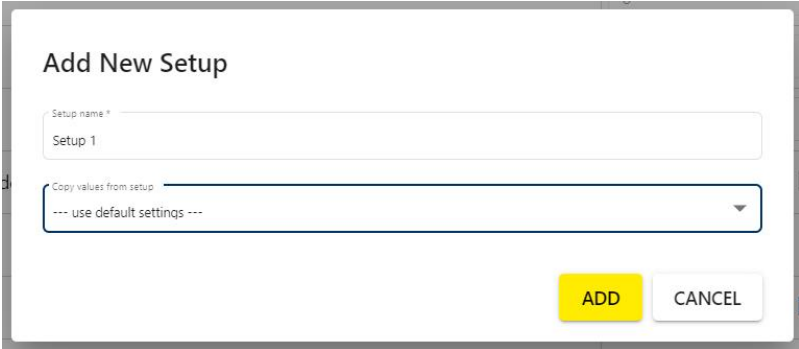 Add New Setup
Setup name *
Setup 1
Copy values from setup
--- use default settings ---
ADD
CANCEL